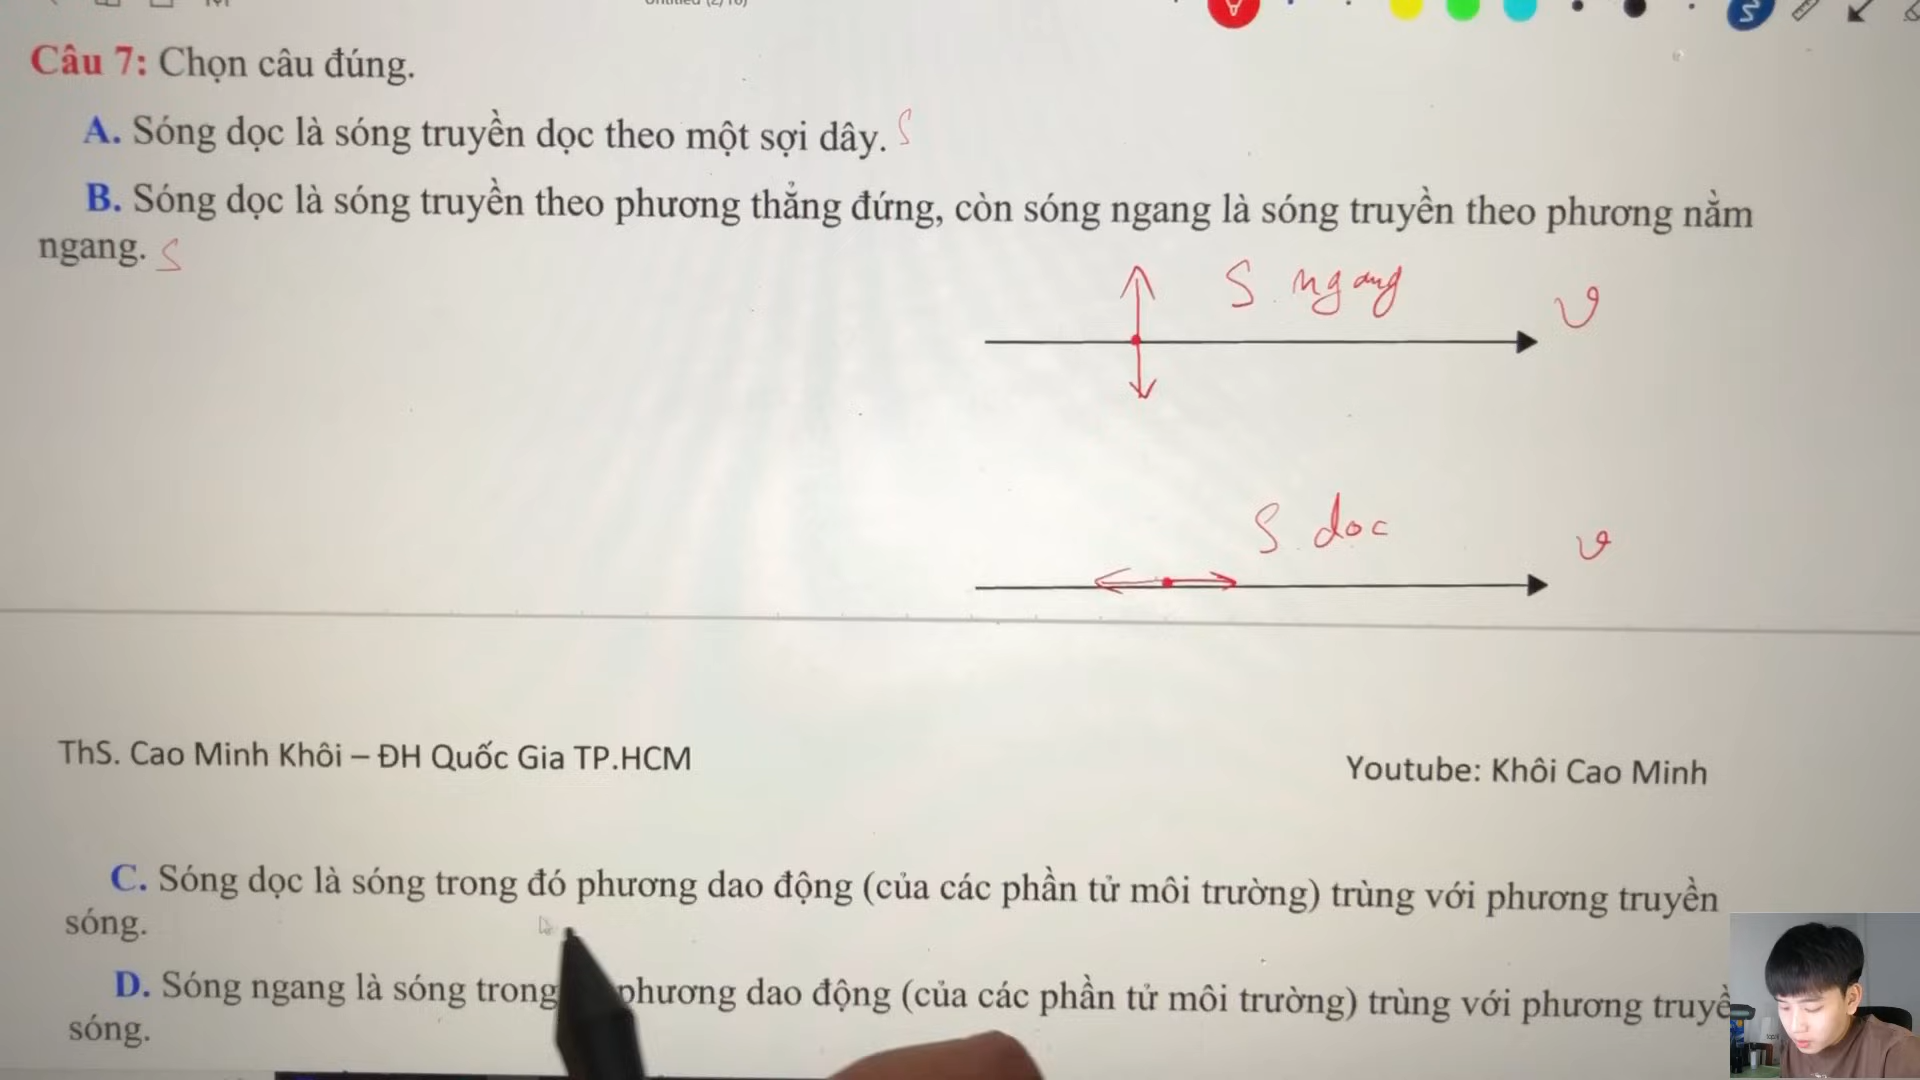 Câu 7: Chọn câu đúng.
A. Sóng dọc là sóng truyền dọc theo một sợi dây. S
B. Sóng dọc là sóng truyền theo phương thẳng đứng, còn sóng ngang là sóng truyền theo phương nằm
ngang. S
S ngang
v
S dọc
v
ThS. Cao Minh Khôi – ĐH Quốc Gia TP.HCM
Youtube: Khôi Cao Minh
C. Sóng dọc là sóng trong đó phương dao động (của các phần tử môi trường) trùng với phương truyền
sóng.
D. Sóng ngang là sóng trong phương dao động (của các phần tử môi trường) trùng với phương
sóng.